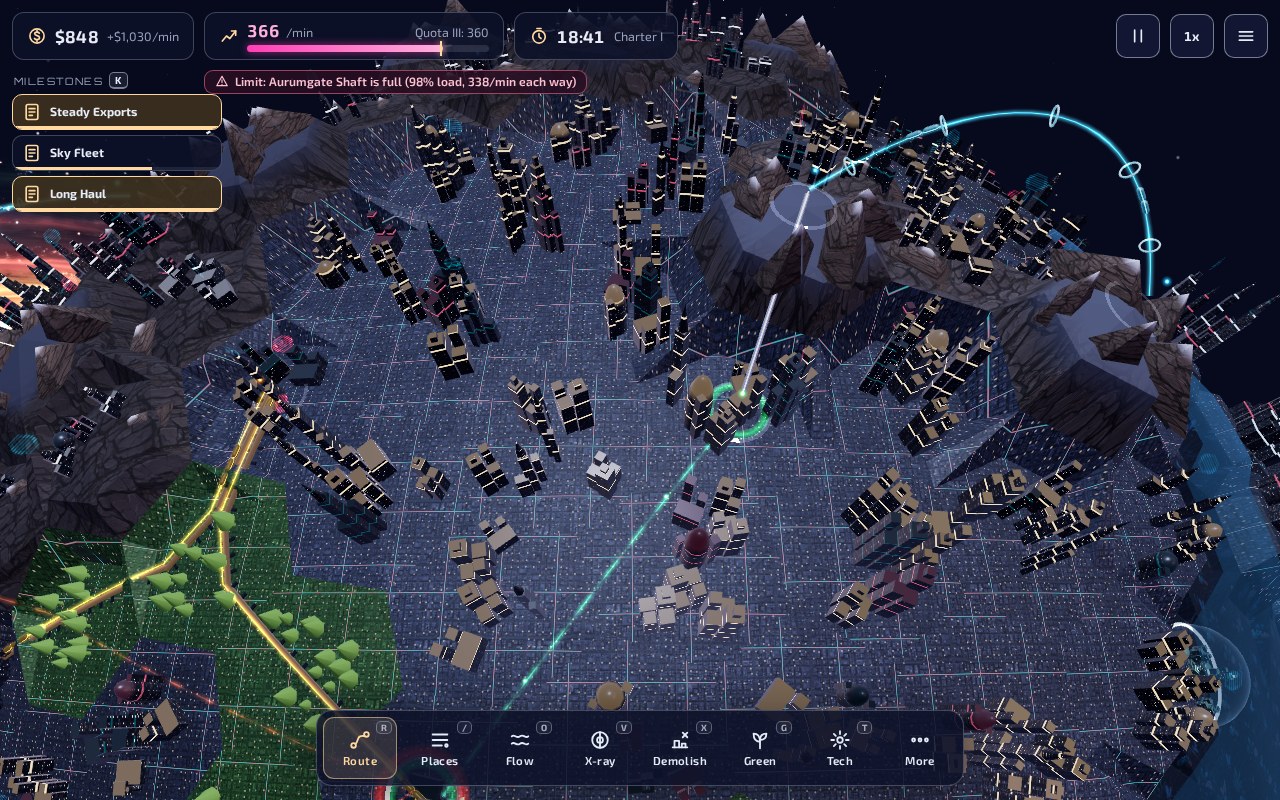 $848 +$1,030/min
366 /min Quota III: 360
18:41 Charter I
1x
MILESTONES K
Limit: Aurumgate Shaft is full (98% load, 338/min each way)
Steady Exports
Sky Fleet
Long Haul
R / O V X G T
Route Places Flow X-ray Demolish Green Tech More